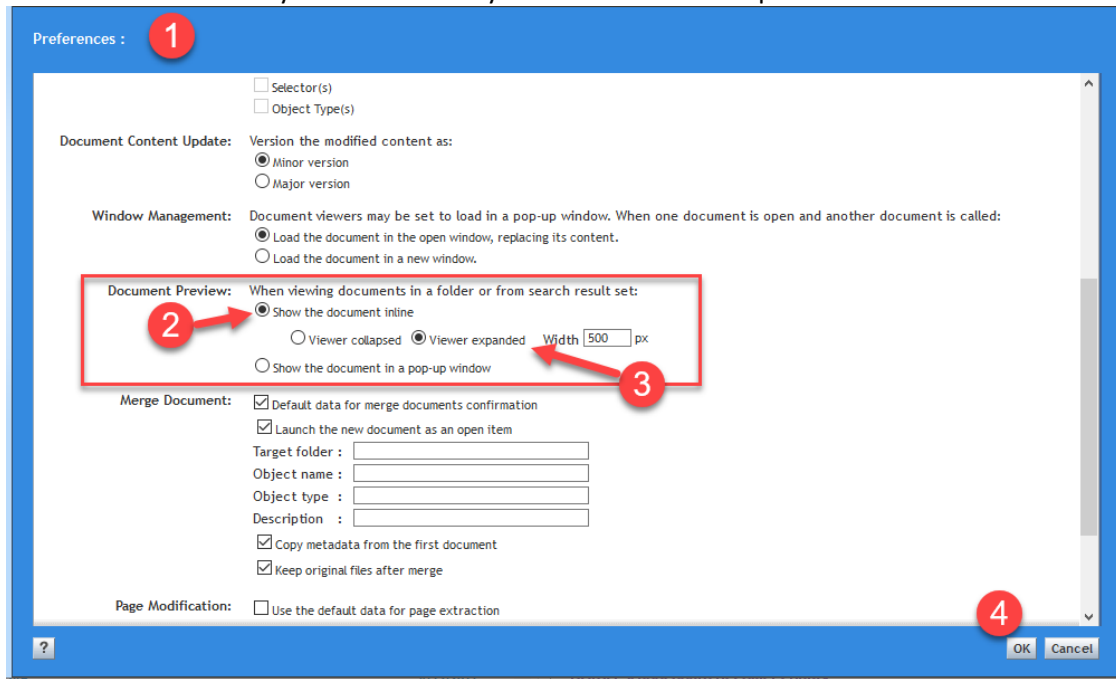 Preferences : 1
Selector(s)
Object Type(s)
Document Content Update: Version the modified content as:
Minor version
Major version
Window Management: Document viewers may be set to load in a pop-up window. When one document is open and another document is called:
Load the document in the open window, replacing its content.
Load the document in a new window.
Document Preview: When viewing documents in a folder or from search result set:
2 Show the document inline
Viewer collapsed Viewer expanded Width 500 px
Show the document in a pop-up window
3
Merge Document: Default data for merge documents confirmation
Launch the new document as an open item
Target folder :
Object name :
Object type :
Description :
Copy metadata from the first document
Keep original files after merge
Page Modification: Use the default data for page extraction
4
? OK Cancel